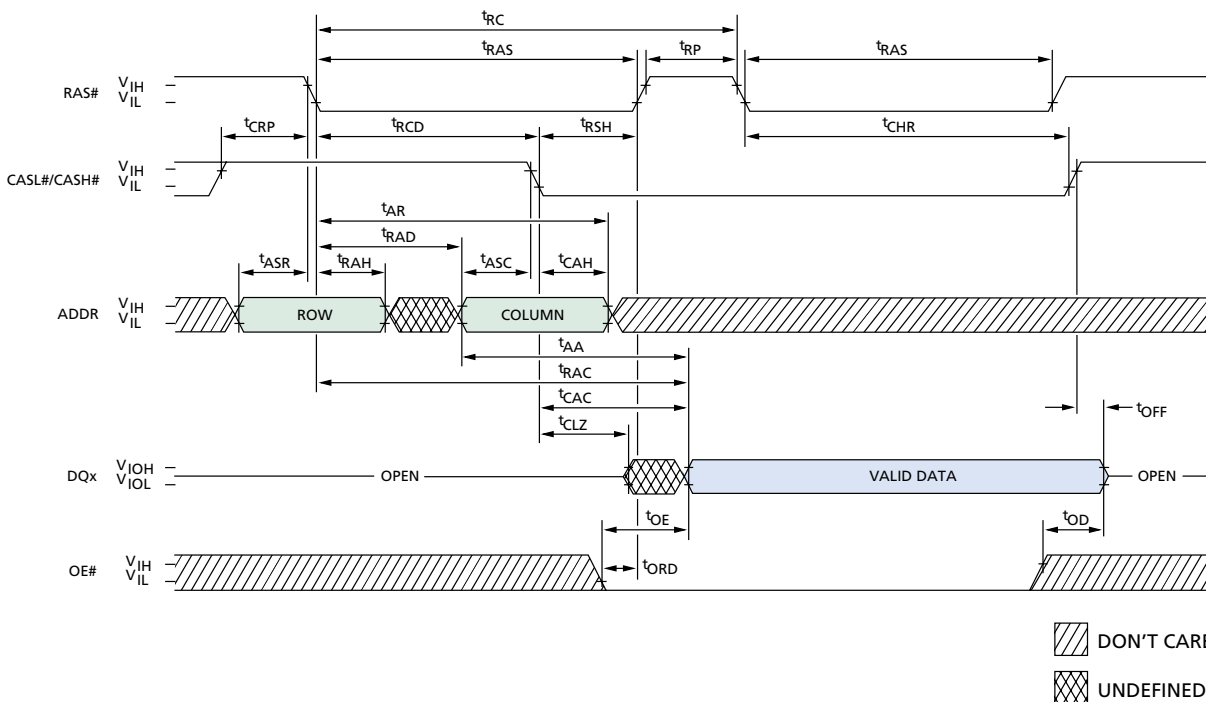 tRC
tRAS tRP tRAS
RAS# VIH
VIL
tCRP tRCD tRSH tCHR
CASL#/CASH# VIH
VIL
tAR
tRAD
tASR tRAH tASC tCAH
ADDR VIH
VIL
ROW COLUMN
tAA
tRAC
tCAC
tOFF
tCLZ
DQx VIOH
VIOL
OPEN VALID DATA OPEN
tOE tOD
OE# VIH
VIL
tORD
DON'T CARE
UNDEFINED